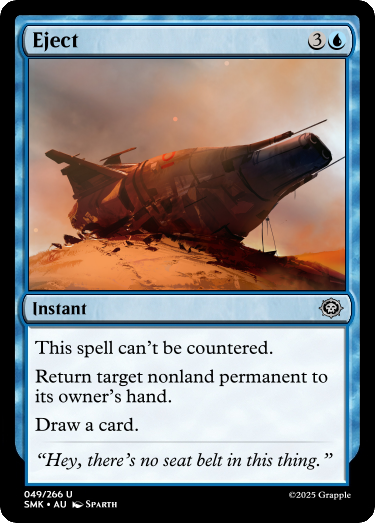 Eject 3
Instant
This spell can't be countered.
Return target nonland permanent to
its owner's hand.
Draw a card.
“Hey, there's no seat belt in this thing.”
049/266 U
SMK • AU Sparth
©2025 Grapple